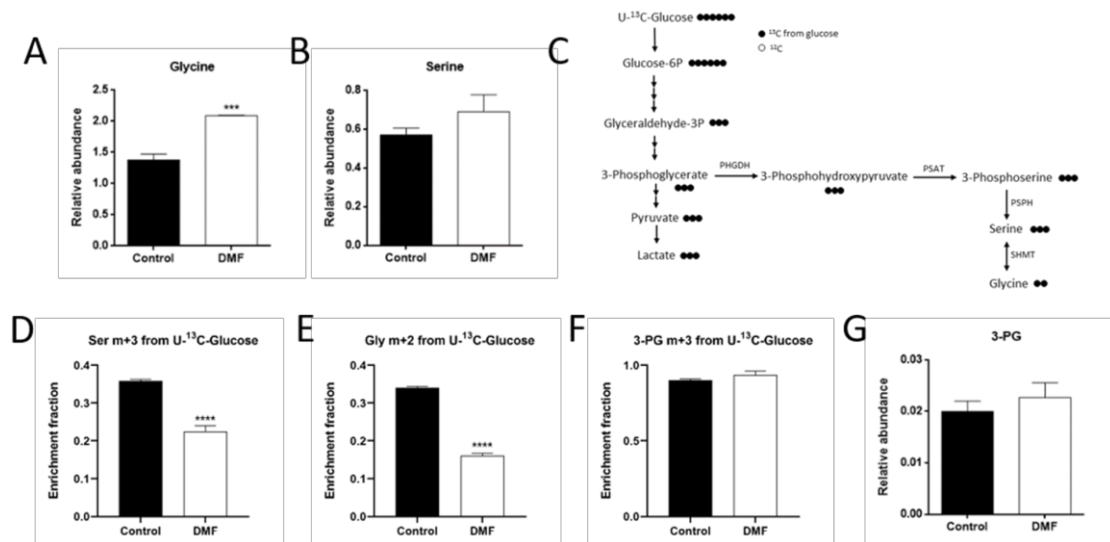 A
Glycine
Relative abundance
2.5
2.0
1.5
1.0
0.5
0.0
***
Control
DMF
B
Serine
Relative abundance
0.8
0.6
0.4
0.2
0.0
Control
DMF
C
U-¹³C-Glucose
¹³C from glucose
¹²C
Glucose-6P
Glyceraldehyde-3P
3-Phosphoglycerate
PHGDH
3-Phosphohydroxypyruvate
PSAT
3-Phosphoserine
PSPH
Pyruvate
Serine
SHMT
Lactate
Glycine
D
Ser m+3 from U-¹³C-Glucose
Enrichment fraction
0.4
0.3
0.2
0.1
0.0
****
Control
DMF
E
Gly m+2 from U-¹³C-Glucose
Enrichment fraction
0.4
0.3
0.2
0.1
0.0
****
Control
DMF
F
3-PG m+3 from U-¹³C-Glucose
Enrichment fraction
1.0
0.5
0.0
Control
DMF
G
3-PG
Relative abundance
0.03
0.02
0.01
0.00
Control
DMF